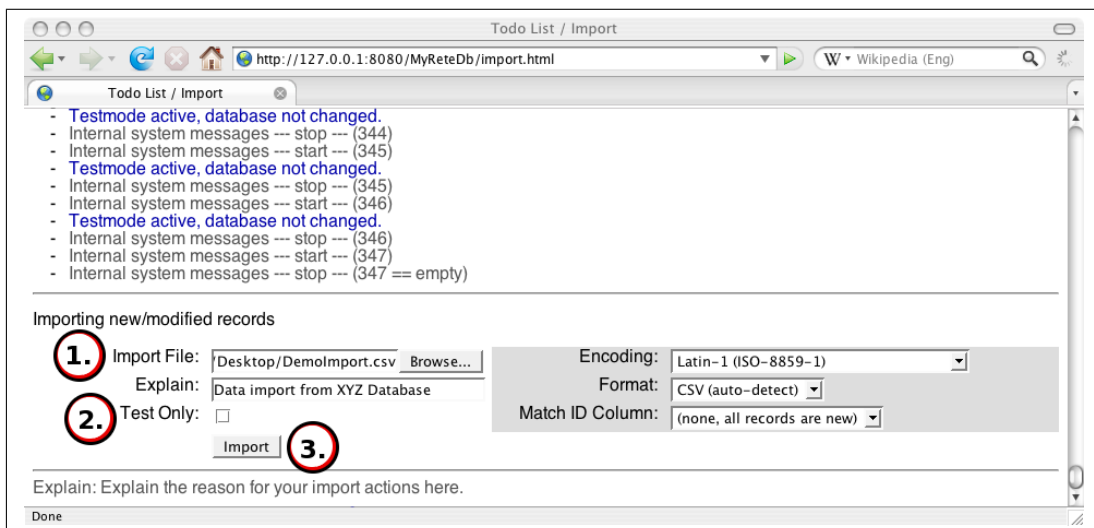 Todo List / Import
http://127.0.0.1:8080/MyReteDb/import.html
W Wikipedia (Eng)
Todo List / Import
- Testmode active, database not changed.
- Internal system messages --- stop --- (344)
- Internal system messages --- start --- (345)
- Testmode active, database not changed.
- Internal system messages --- stop --- (345)
- Internal system messages --- start --- (346)
- Testmode active, database not changed.
- Internal system messages --- stop --- (346)
- Internal system messages --- start --- (347)
- Internal system messages --- stop --- (347 == empty)
Importing new/modified records
1. Import File: /Desktop/DemoImport.csv Browse... Encoding: Latin-1 (ISO-8859-1)
Explain: Data import from XYZ Database Format: CSV (auto-detect)
2. Test Only: Match ID Column: (none, all records are new)
Import 3.
Explain: Explain the reason for your import actions here.
Done